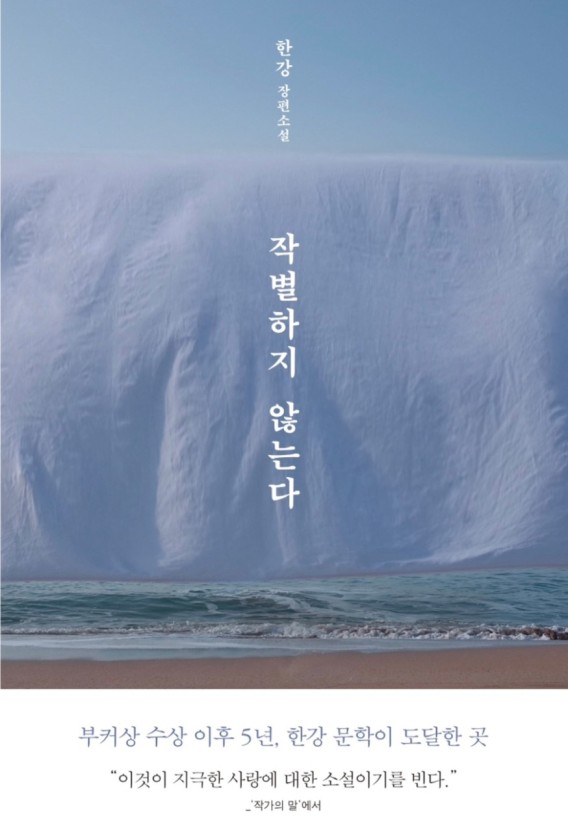 한강 장편소설
작별하지 않는다
부커상 수상 이후 5년, 한강 문학이 도달한 곳
“이것이 지극한 사랑에 대한 소설이기를 빈다.”
_‘작가의 말’에서